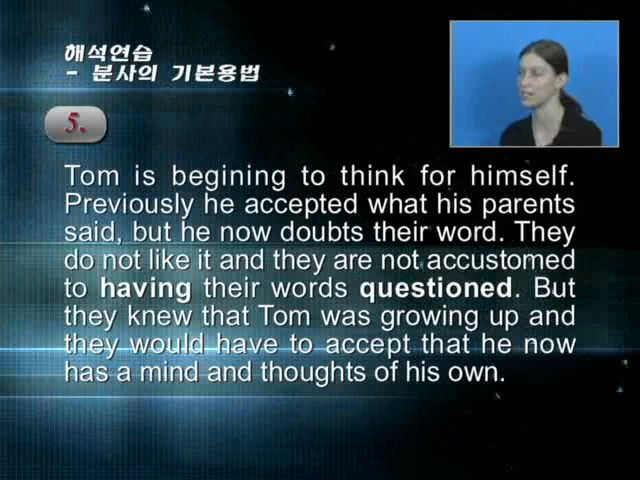 해석연습
- 분사의 기본용법
5.
Tom is begining to think for himself.
Previously he accepted what his parents
said, but he now doubts their word. They
do not like it and they are not accustomed
to having their words questioned. But
they knew that Tom was growing up and
they would have to accept that he now
has a mind and thoughts of his own.